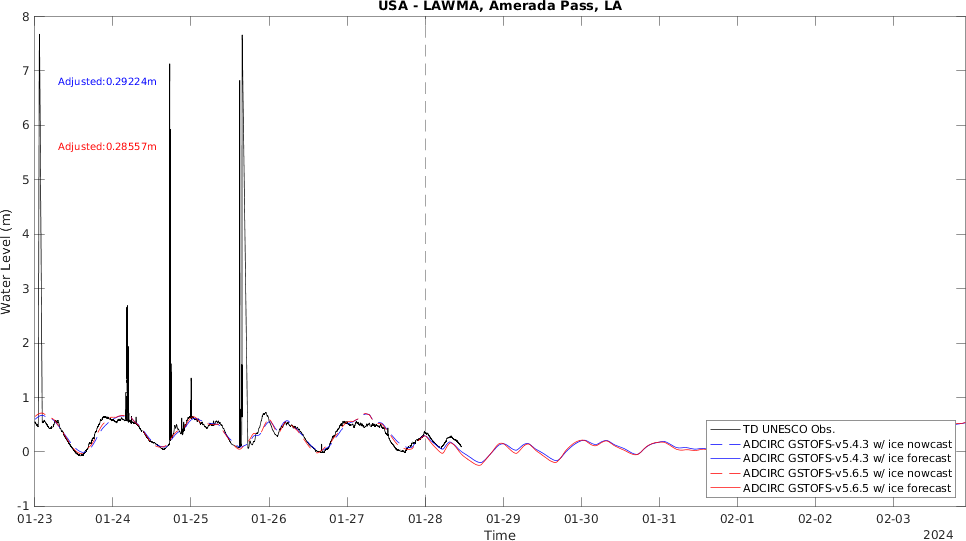 USA - LAWMA, Amerada Pass, LA
8
7
6
5
4
3
2
1
0
-1
Water Level (m)
Adjusted:0.29224m
Adjusted:0.28557m
TD UNESCO Obs.
ADCIRC GSTOFS-v5.4.3 w/ ice nowcast
ADCIRC GSTOFS-v5.4.3 w/ ice forecast
ADCIRC GSTOFS-v5.6.5 w/ ice nowcast
ADCIRC GSTOFS-v5.6.5 w/ ice forecast
01-23 01-24 01-25 01-26 01-27 01-28 01-29 01-30 01-31 02-01 02-02 02-03
Time
2024